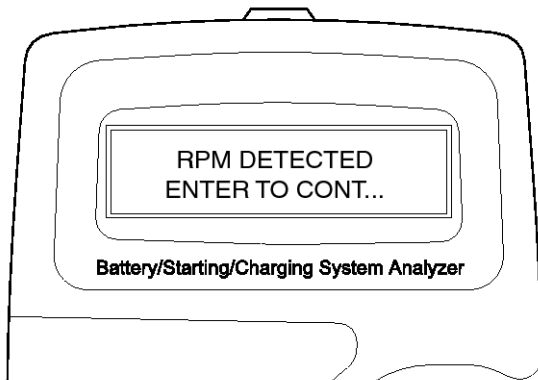 RPM DETECTED
ENTER TO CONT...
Battery/Starting/Charging System Analyzer